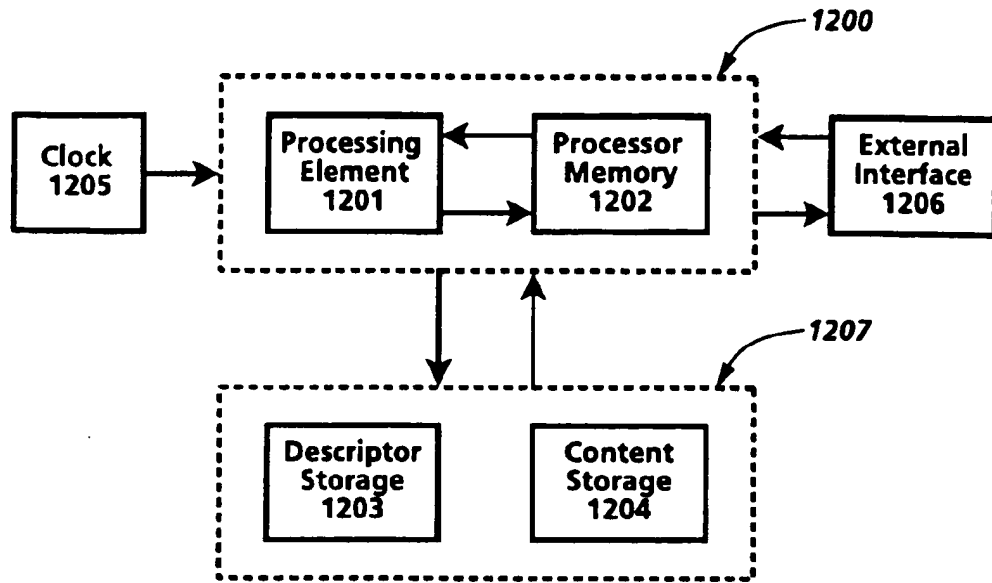 1200
Clock
1205
Processing
Element
1201
Processor
Memory
1202
External
Interface
1206
1207
Descriptor
Storage
1203
Content
Storage
1204